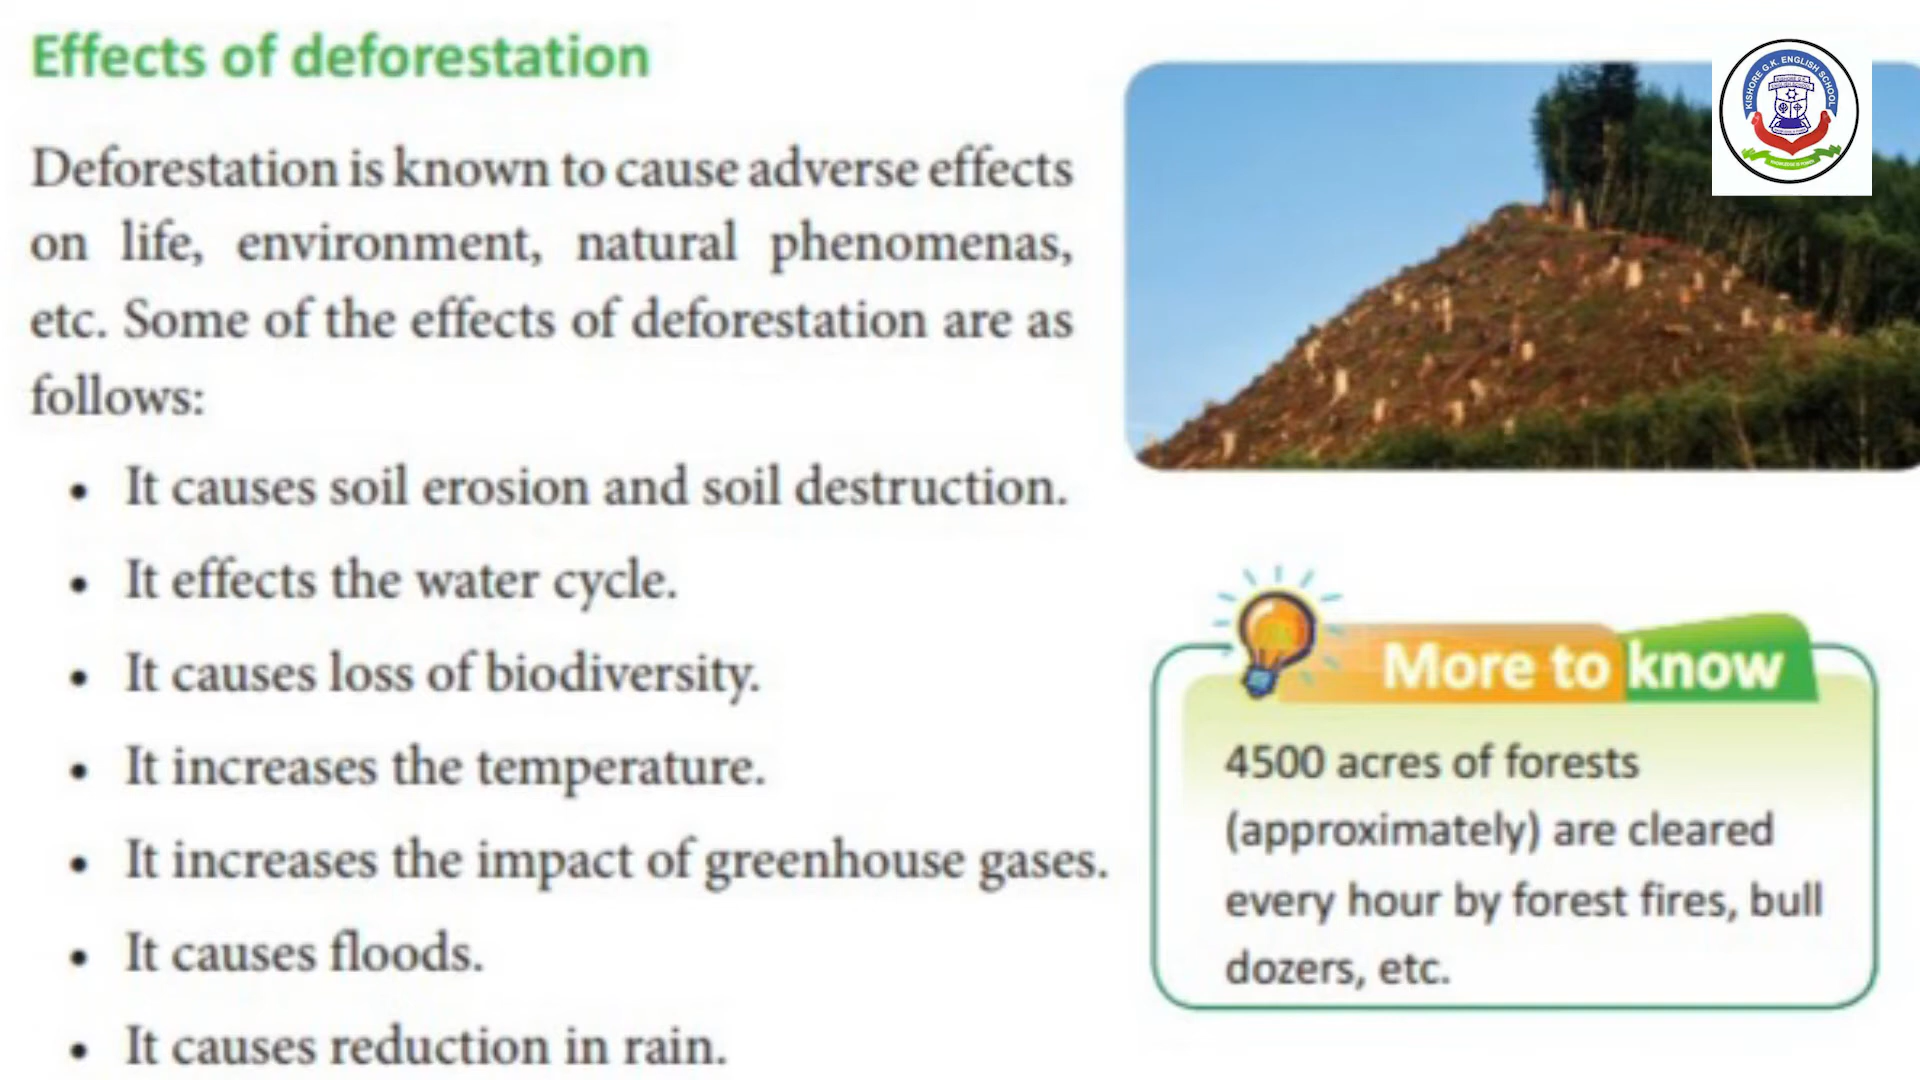 Effects of deforestation
Deforestation is known to cause adverse effects
on life, environment, natural phenomenas,
etc. Some of the effects of deforestation are as
follows:
• It causes soil erosion and soil destruction.
• It effects the water cycle.
• It causes loss of biodiversity.
• It increases the temperature.
• It increases the impact of greenhouse gases.
• It causes floods.
• It causes reduction in rain.
KISHORE G.K. ENGLISH SCHOOL
More to know
4500 acres of forests
(approximately) are cleared
every hour by forest fires, bull
dozers, etc.